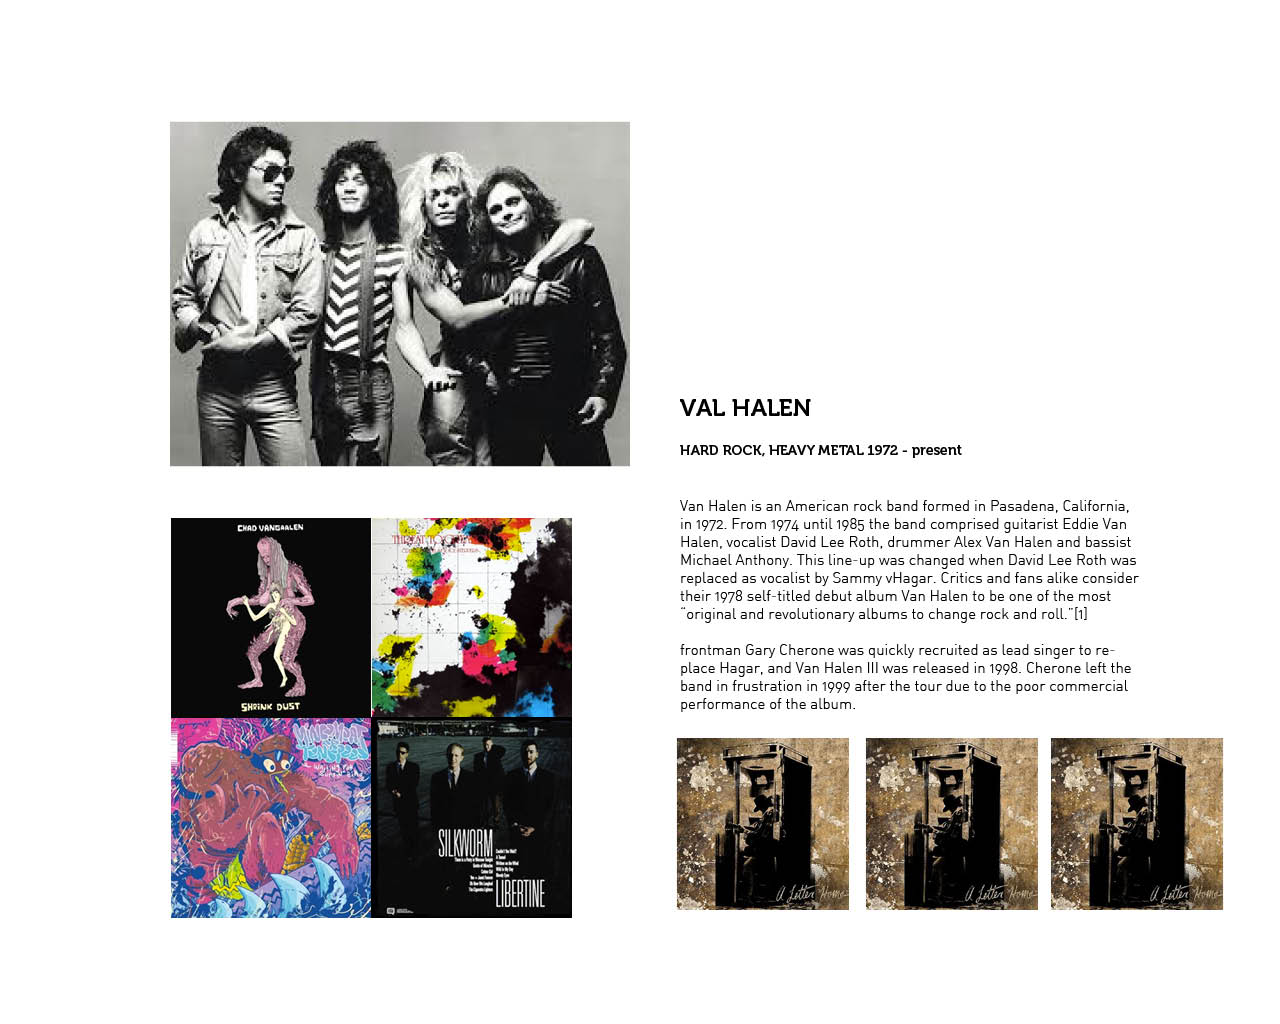 VAL HALEN
HARD ROCK, HEAVY METAL 1972 - present
Van Halen is an American rock band formed in Pasadena, California,
in 1972. From 1974 until 1985 the band comprised guitarist Eddie Van
Halen, vocalist David Lee Roth, drummer Alex Van Halen and bassist
Michael Anthony. This line-up was changed when David Lee Roth was
replaced as vocalist by Sammy vHagar. Critics and fans alike consider
their 1978 self-titled debut album Van Halen to be one of the most
“original and revolutionary albums to change rock and roll.”[1]
frontman Gary Cherone was quickly recruited as lead singer to re-
place Hagar, and Van Halen III was released in 1998. Cherone left the
band in frustration in 1999 after the tour due to the poor commercial
performance of the album.
CHAD VANGAALEN
SHRINK DUST
SILKWORM
LIBERTINE
A Letter Home
A Letter Home
A Letter Home